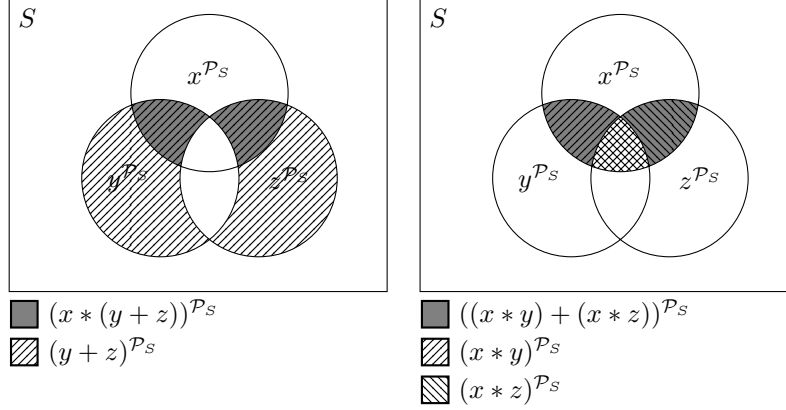 S
x^{P_S}
y^{P_S}
z^{P_S}
(x ∗ (y + z))^{P_S}
(y + z)^{P_S}
S
x^{P_S}
y^{P_S}
z^{P_S}
((x ∗ y) + (x ∗ z))^{P_S}
(x ∗ y)^{P_S}
(x ∗ z)^{P_S}